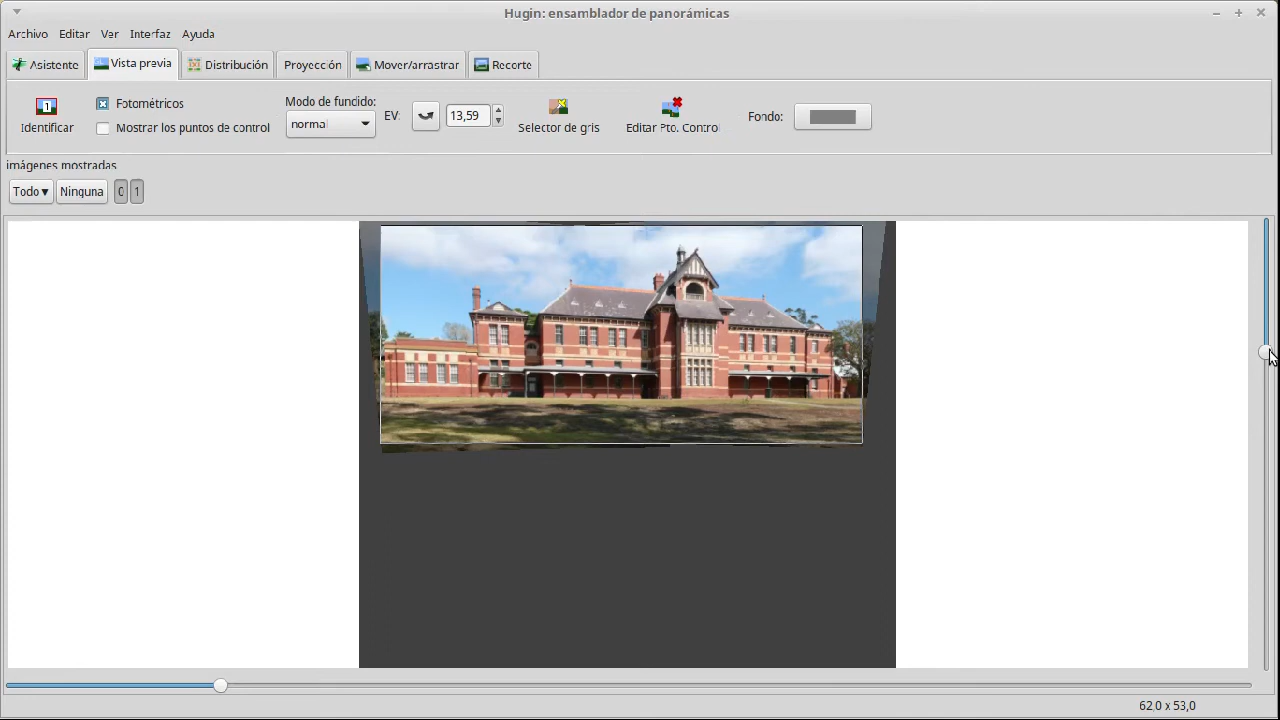 Hugin: ensamblador de panorámicas
Archivo Editar Ver Interfaz Ayuda
Asistente Vista previa Distribución Proyección Mover/arrastrar Recorte
Identificar
Fotométricos
Mostrar los puntos de control
Modo de fundido:
normal
EV: 13,59
Selector de gris
Editar Pto. Control
Fondo:
imágenes mostradas
Todo▾ Ninguna 0 1
62,0 x 53,0